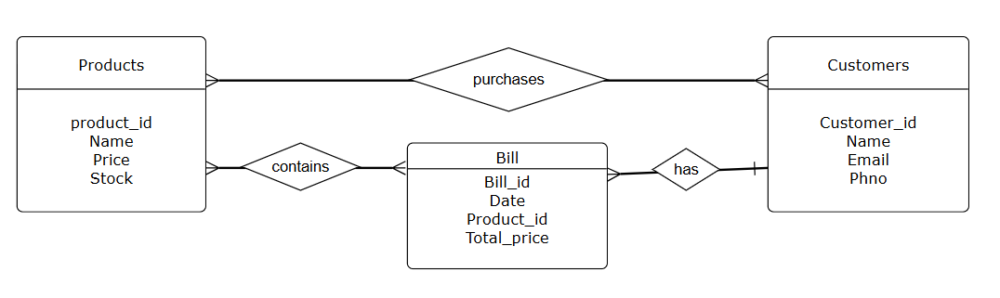 Products
product_id
Name
Price
Stock
purchases
Customers
Customer_id
Name
Email
Phno
contains
Bill
Bill_id
Date
Product_id
Total_price
has